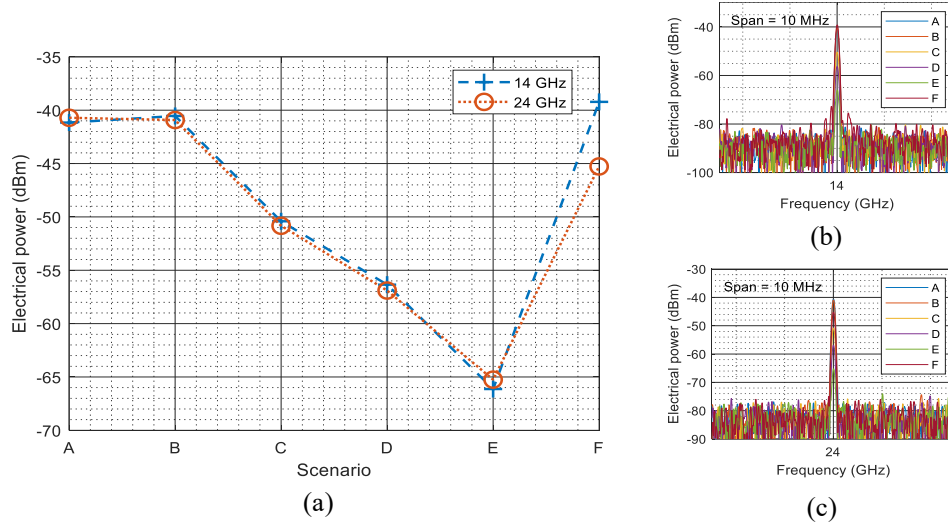 -35
-40
-45
-50
-55
-60
-65
-70
Electrical power (dBm)
14 GHz
24 GHz
A B C D E F
Scenario
(a)
Span = 10 MHz
A
B
C
D
E
F
-40
-60
-80
-100
Electrical power (dBm)
14
Frequency (GHz)
(b)
-30
-40
-50
-60
-70
-80
-90
Electrical power (dBm)
Span = 10 MHz
A
B
C
D
E
F
24
Frequency (GHz)
(c)